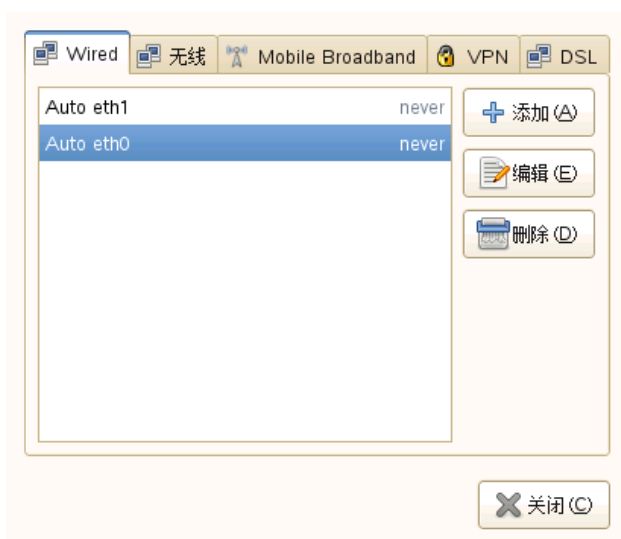 Wired 无线 Mobile Broadband VPN DSL
Auto eth1 never
Auto eth0 never
添加(A)
编辑(E)
删除(D)
关闭(C)